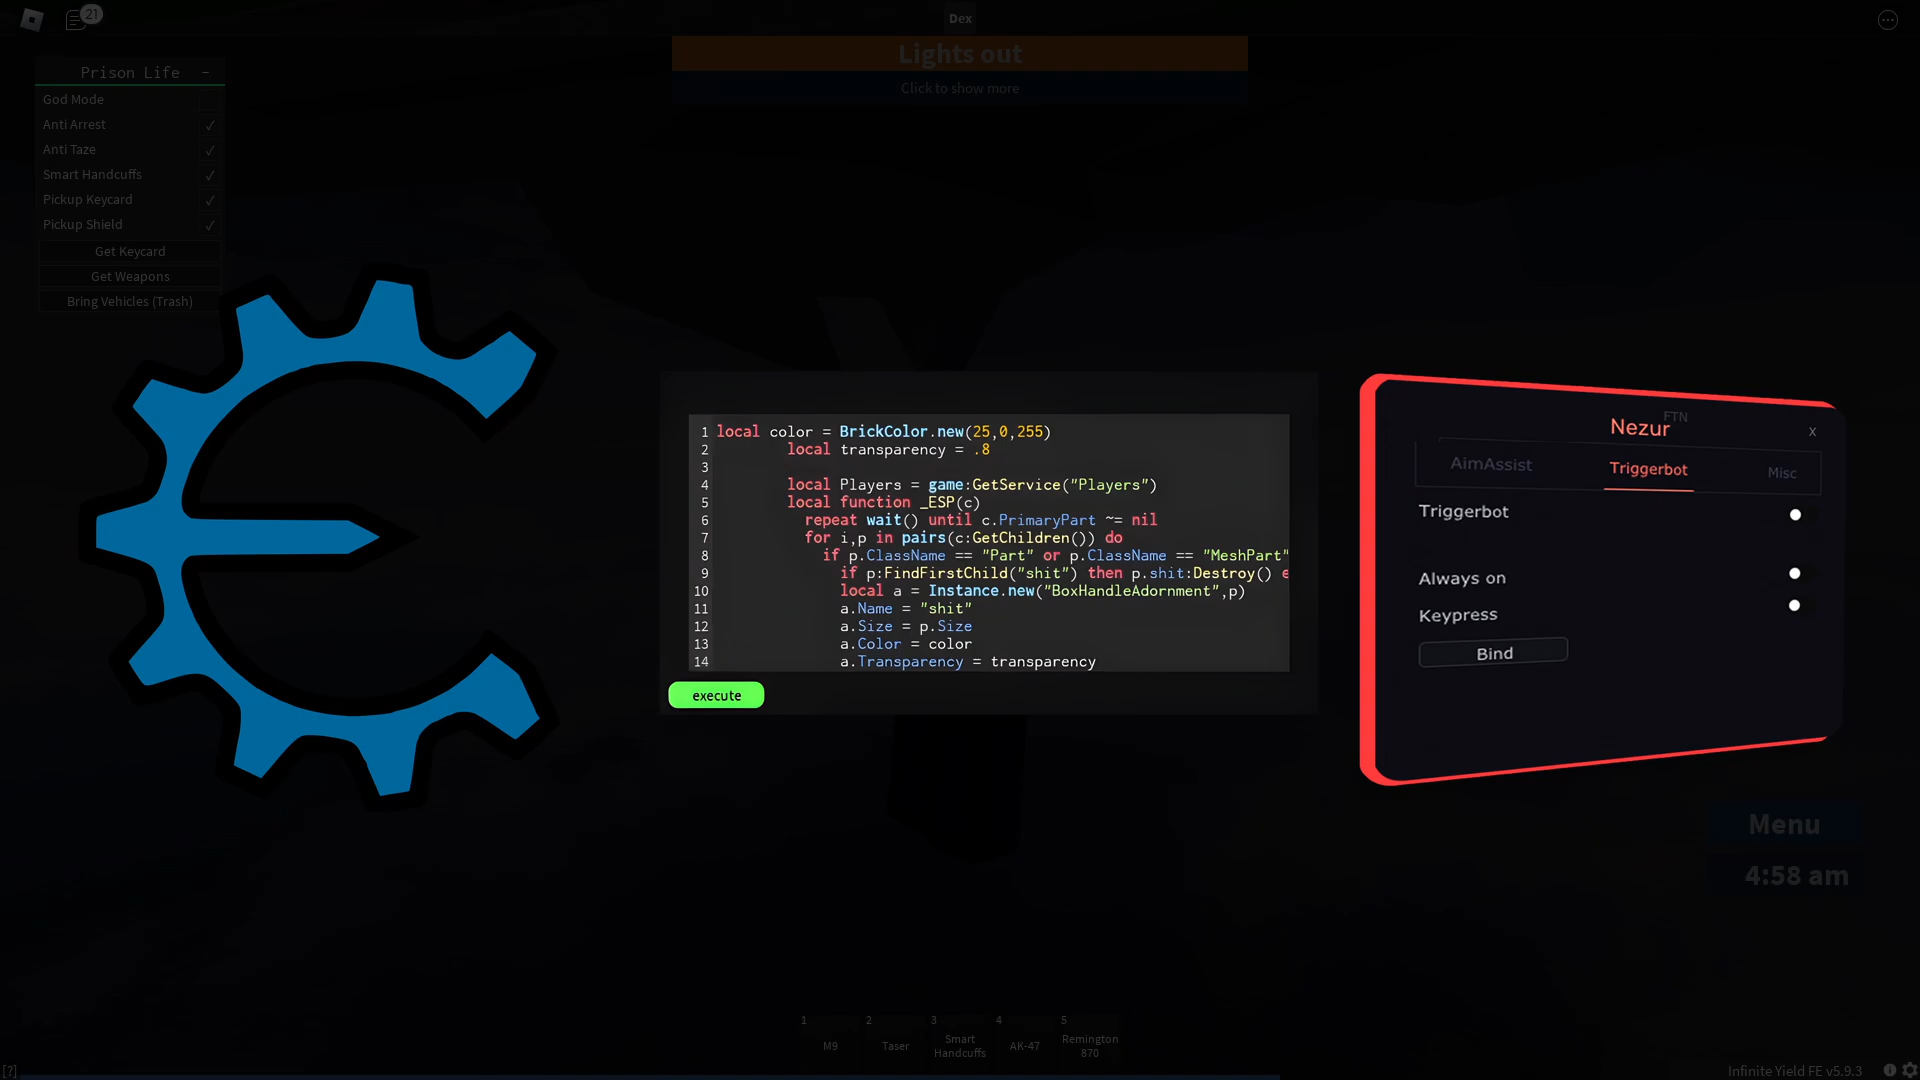 21
Dex
Lights out
Click to show more
Prison Life -
God Mode
Anti Arrest ✓
Anti Taze ✓
Smart Handcuffs ✓
Pickup Keycard ✓
Pickup Shield ✓
Get Keycard
Get Weapons
Bring Vehicles (Trash)
1 local color = BrickColor.new(25,0,255)
2 local transparency = .8
3
4 local Players = game:GetService("Players")
5 local function _ESP(c)
6 repeat wait() until c.PrimaryPart ~= nil
7 for i,p in pairs(c:GetChildren()) do
8 if p.ClassName == "Part" or p.ClassName == "MeshPart"
9 if p:FindFirstChild("shit") then p.shit:Destroy() e
10 local a = Instance.new("BoxHandleAdornment",p)
11 a.Name = "shit"
12 a.Size = p.Size
13 a.Color = color
14 a.Transparency = transparency
execute
FTN
Nezur
X
AimAssist Triggerbot Misc
Triggerbot
Always on
Keypress
Bind
Menu
4:58 am
1 2 3 4 5
M9
Taser
Smart Handcuffs
AK-47
Remington 870
[?]
Infinite Yield FE v5.9.3